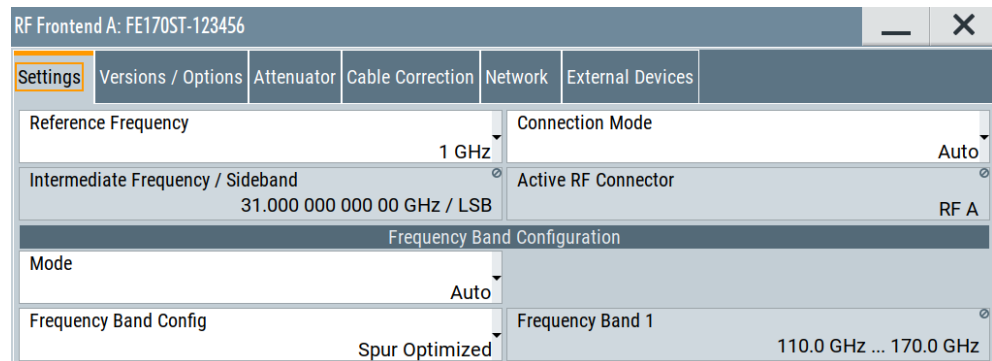 RF Frontend A: FE170ST-123456
Settings Versions / Options Attenuator Cable Correction Network External Devices
Reference Frequency Connection Mode
1 GHz Auto
Intermediate Frequency / Sideband Active RF Connector
31.000 000 000 00 GHz / LSB RF A
Frequency Band Configuration
Mode
Auto
Frequency Band Config Frequency Band 1
Spur Optimized 110.0 GHz ... 170.0 GHz